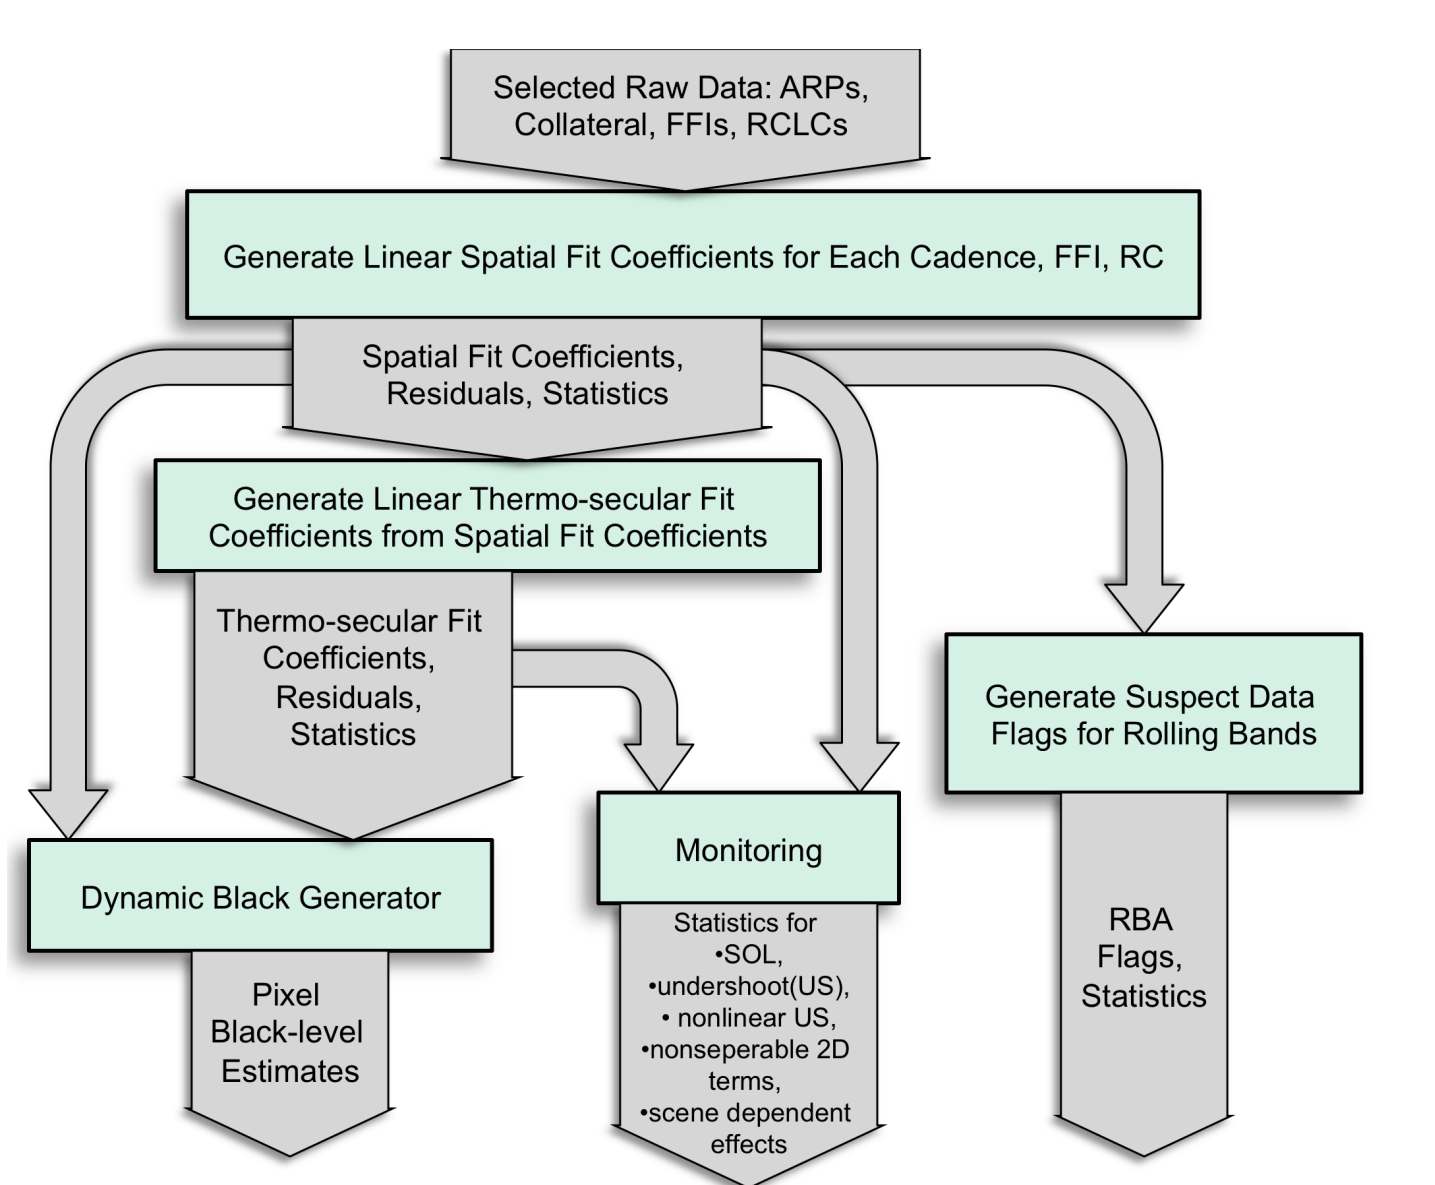 Selected Raw Data: ARPs,
Collateral, FFIs, RCLCs
Generate Linear Spatial Fit Coefficients for Each Cadence, FFI, RC
Spatial Fit Coefficients,
Residuals, Statistics
Generate Linear Thermo-secular Fit
Coefficients from Spatial Fit Coefficients
Thermo-secular Fit
Coefficients,
Residuals,
Statistics
Generate Suspect Data
Flags for Rolling Bands
Monitoring
Dynamic Black Generator
Pixel
Black-level
Estimates
Statistics for
•SOL,
•undershoot(US),
• nonlinear US,
•nonseperable 2D
terms,
•scene dependent
effects
RBA
Flags,
Statistics